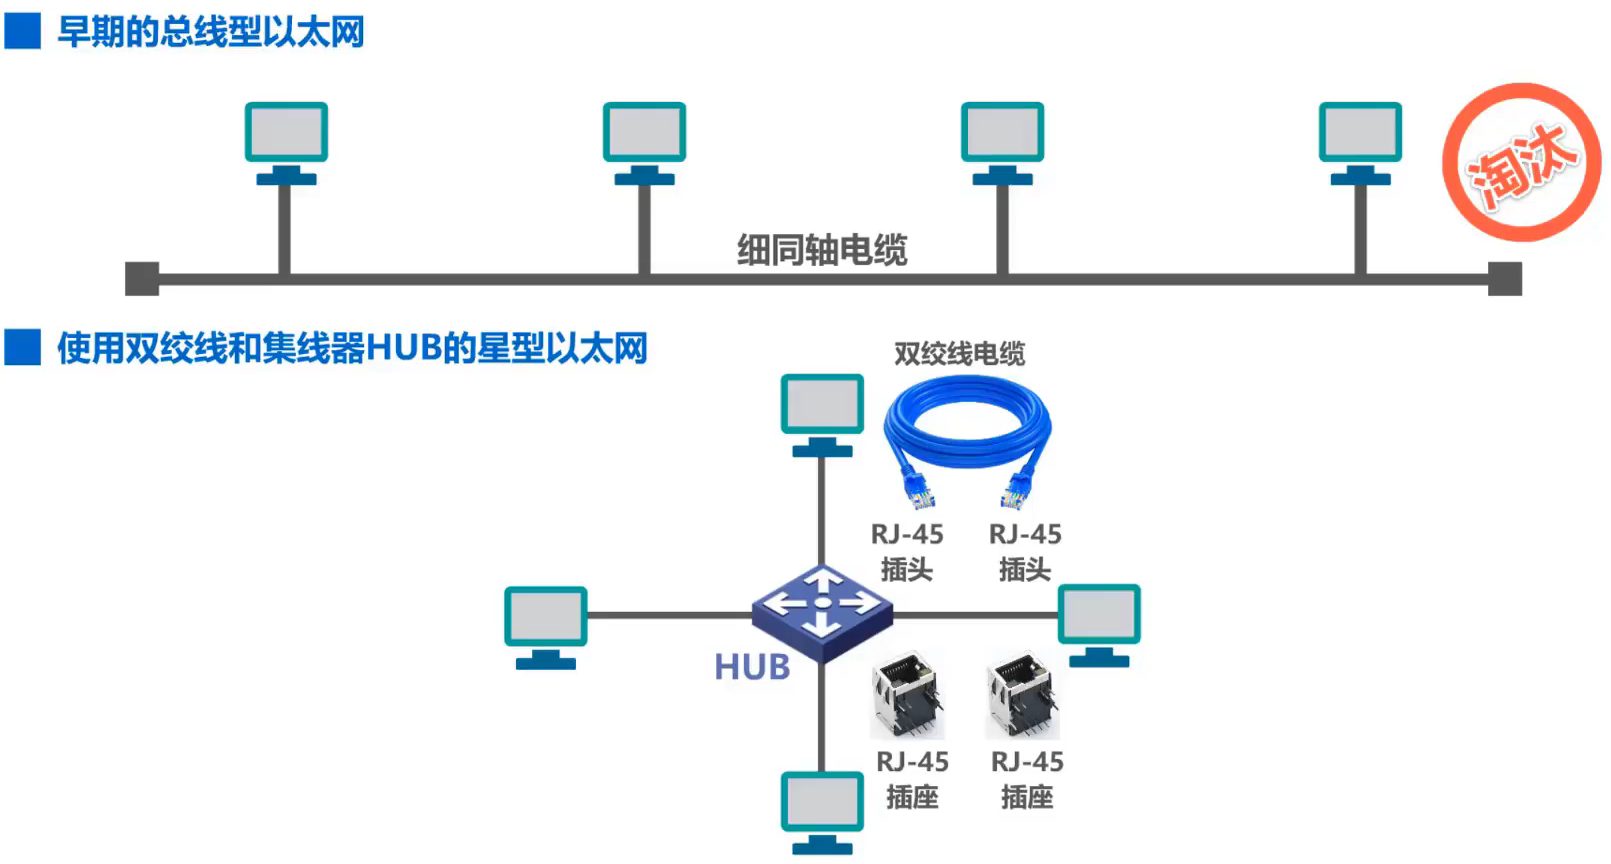 早期的总线型以太网
淘汰
细同轴电缆
使用双绞线和集线器HUB的星型以太网
双绞线电缆
RJ-45
插头
RJ-45
插头
HUB
RJ-45
插座
RJ-45
插座